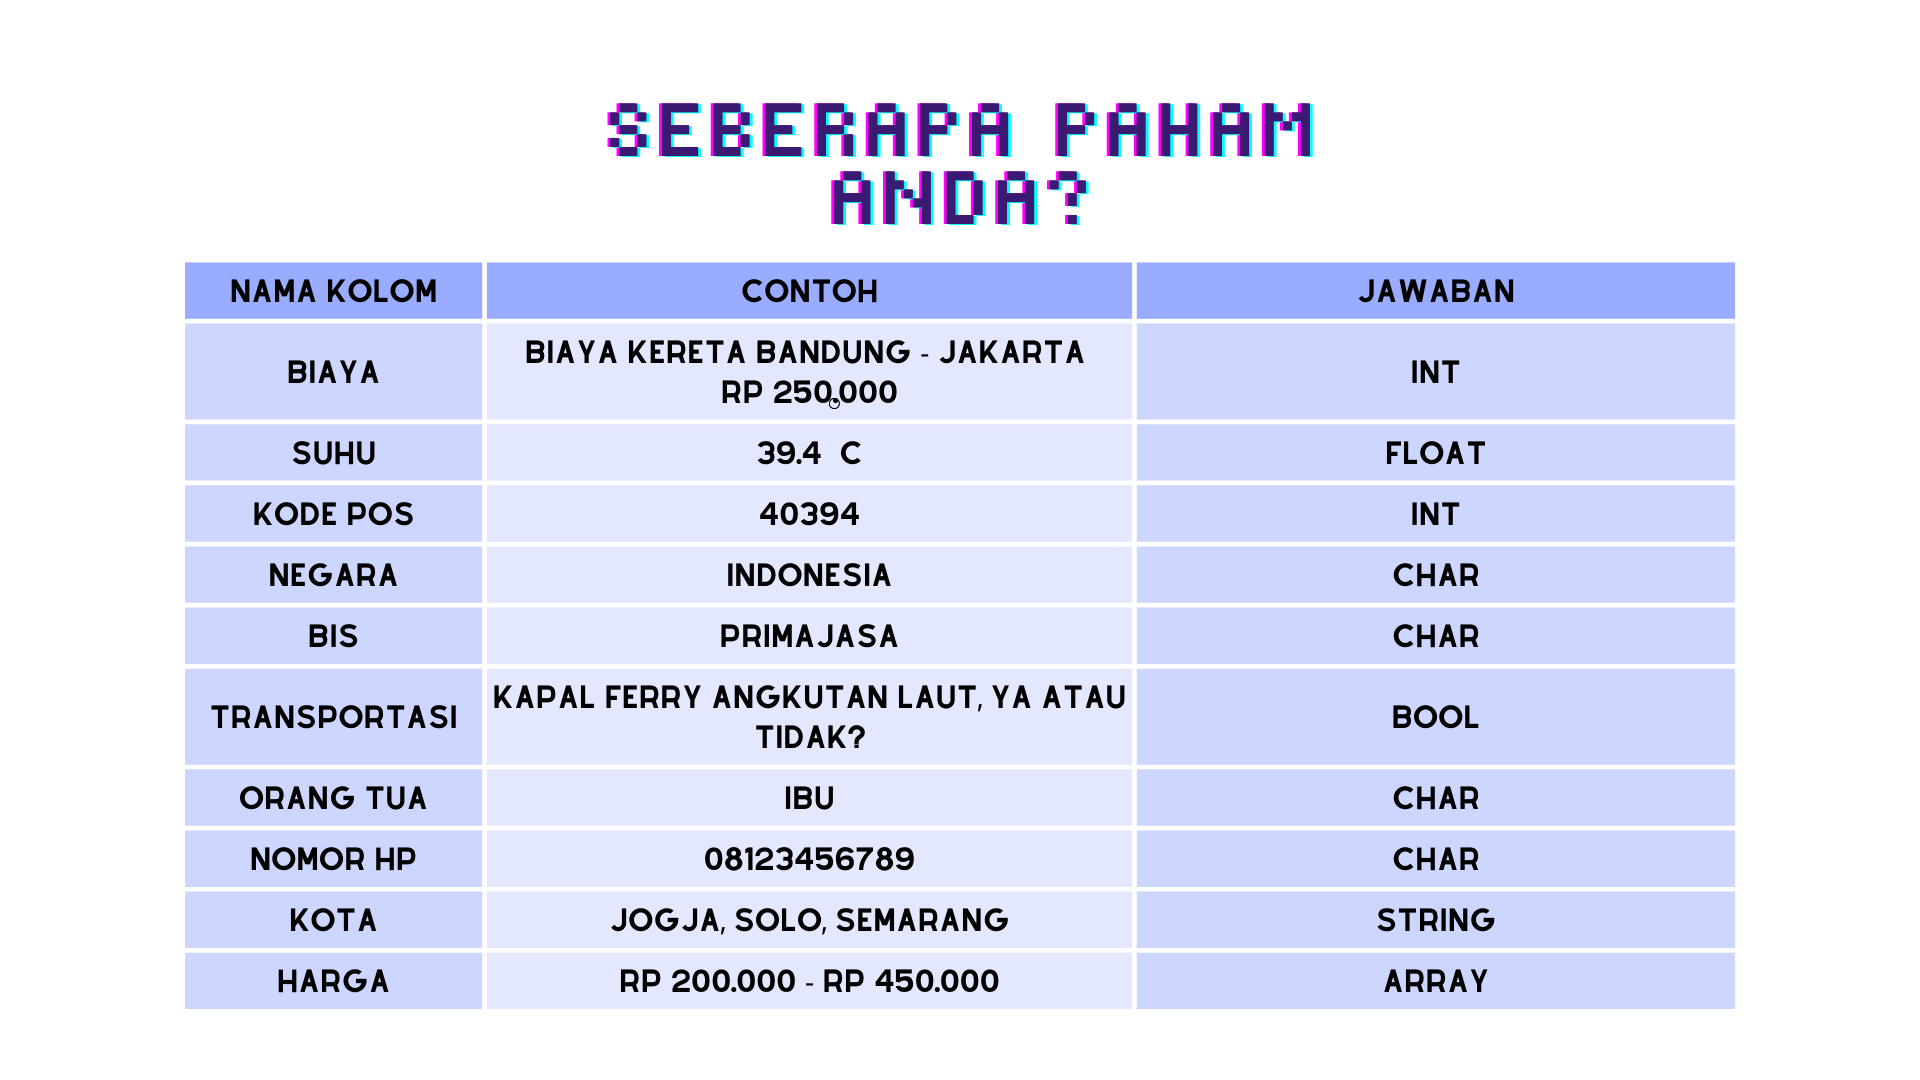 SEBERAPA PAHAM
ANDA?
NAMA KOLOM CONTOH JAWABAN
BIAYA BIAYA KERETA BANDUNG - JAKARTA
RP 250.000 INT
SUHU 39.4 C FLOAT
KODE POS 40394 INT
NEGARA INDONESIA CHAR
BIS PRIMAJASA CHAR
TRANSPORTASI KAPAL FERRY ANGKUTAN LAUT, YA ATAU
TIDAK? BOOL
ORANG TUA IBU CHAR
NOMOR HP 08123456789 CHAR
KOTA JOGJA, SOLO, SEMARANG STRING
HARGA RP 200.000 - RP 450.000 ARRAY